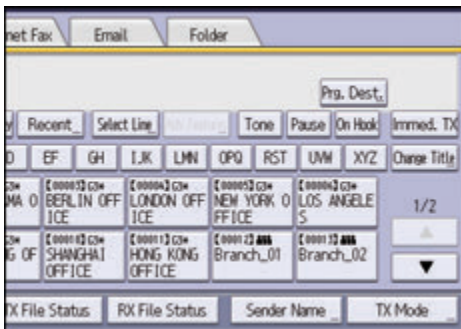 net Fax Email Folder
Prg. Dest.
Recent Select Line Tone Pause On Hook Immed. TX
EF GH IJK LMN OPQ RST UVW XYZ Change Title
[00003]G3* [00004]G3* [00005]G3* [00006]G3*
BERLIN OFF LONDON OFF NEW YORK O LOS ANGELE 1/2
ICE ICE FFICE S
[00010]G3* [00011]G3* [00012] [00013]
G OF SHANGHAI HONG KONG Branch_01 Branch_02
OFFICE OFFICE
TX File Status RX File Status Sender Name TX Mode